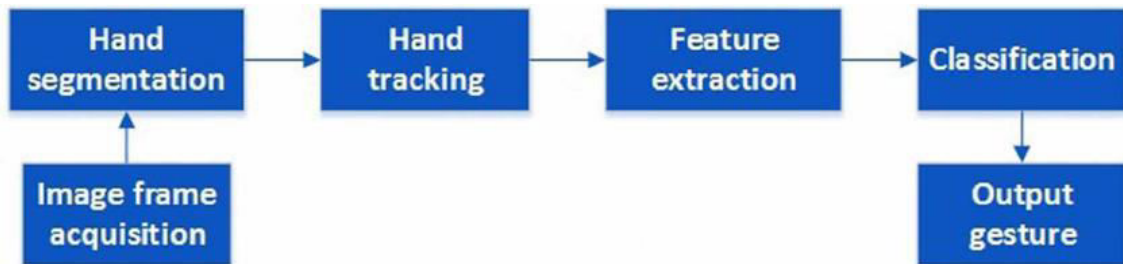 Hand
segmentation
Hand
tracking
Feature
extraction
Classification
Image frame
acquisition
Output
gesture